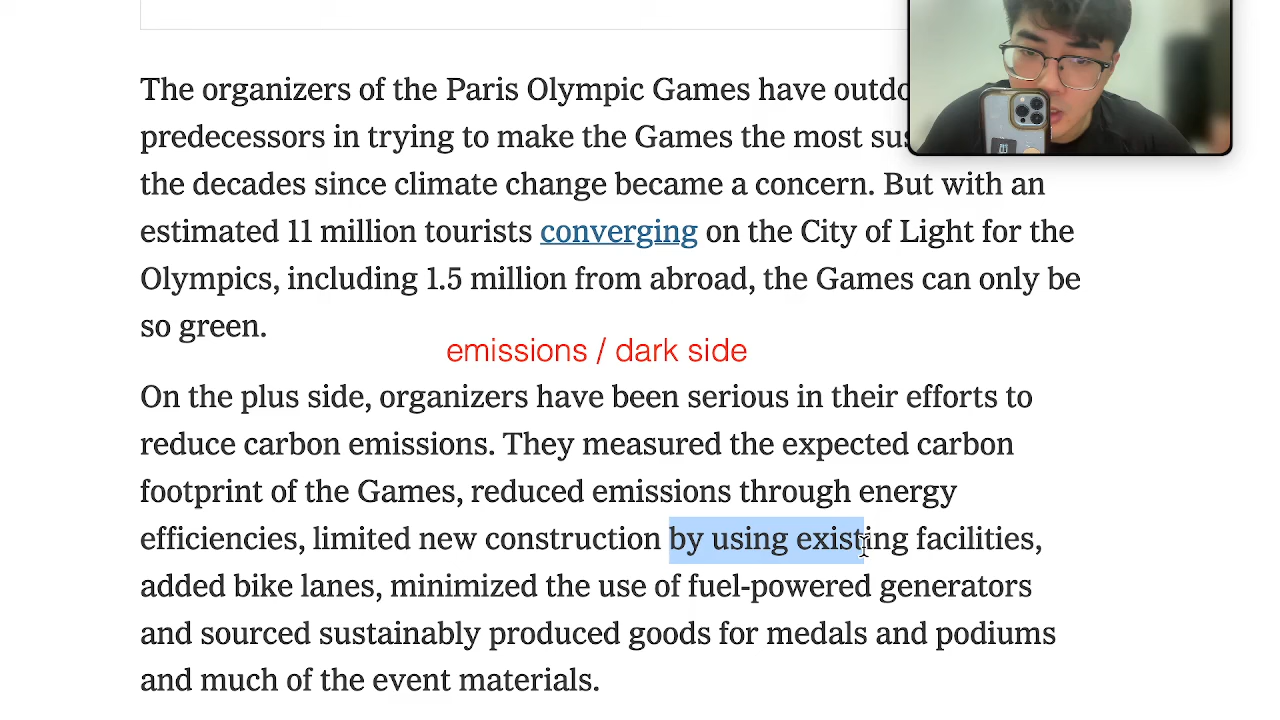 The organizers of the Paris Olympic Games have outdo
predecessors in trying to make the Games the most sus
the decades since climate change became a concern. But with an
estimated 11 million tourists converging on the City of Light for the
Olympics, including 1.5 million from abroad, the Games can only be
so green.
emissions / dark side
On the plus side, organizers have been serious in their efforts to
reduce carbon emissions. They measured the expected carbon
footprint of the Games, reduced emissions through energy
efficiencies, limited new construction by using existing facilities,
added bike lanes, minimized the use of fuel-powered generators
and sourced sustainably produced goods for medals and podiums
and much of the event materials.